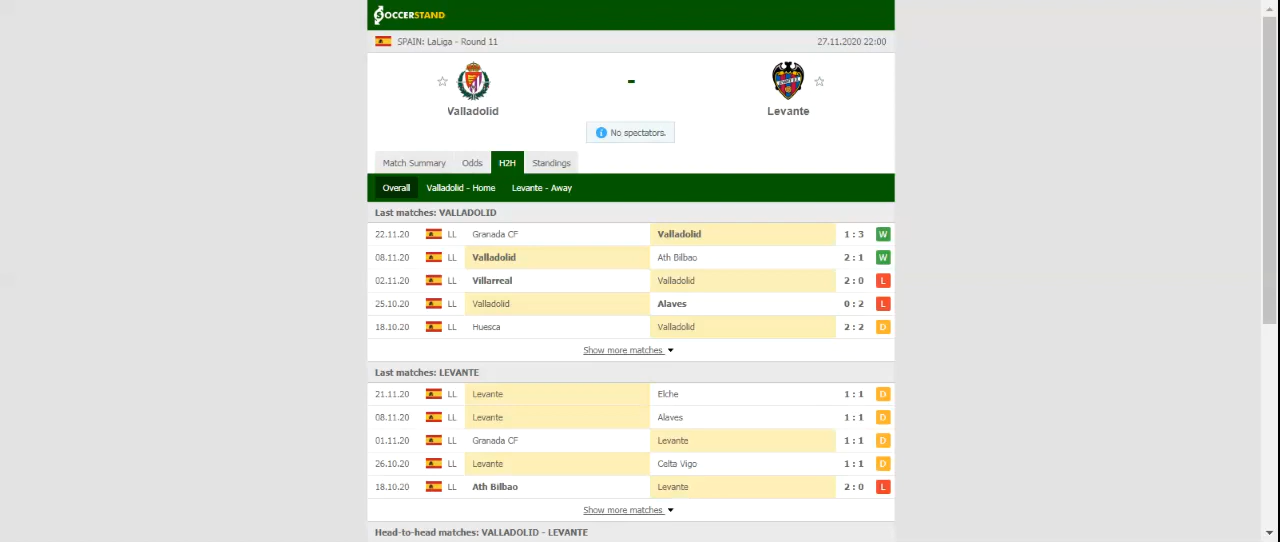 SOCCERSTAND
SPAIN: LaLiga - Round 11 27.11.2020 22:00
-
Valladolid Levante
No spectators.
Match Summary Odds H2H Standings
Overall Valladolid - Home Levante - Away
Last matches: VALLADOLID
22.11.20 LL Granada CF Valladolid 1 : 3 W
08.11.20 LL Valladolid Ath Bilbao 2 : 1 W
02.11.20 LL Villarreal Valladolid 2 : 0 L
25.10.20 LL Valladolid Alaves 0 : 2 L
18.10.20 LL Huesca Valladolid 2 : 2 D
Show more matches
Last matches: LEVANTE
21.11.20 LL Levante Elche 1 : 1 D
08.11.20 LL Levante Alaves 1 : 1 D
01.11.20 LL Granada CF Levante 1 : 1 D
26.10.20 LL Levante Celta Vigo 1 : 1 D
18.10.20 LL Ath Bilbao Levante 2 : 0 L
Show more matches
Head-to-head matches: VALLADOLID - LEVANTE